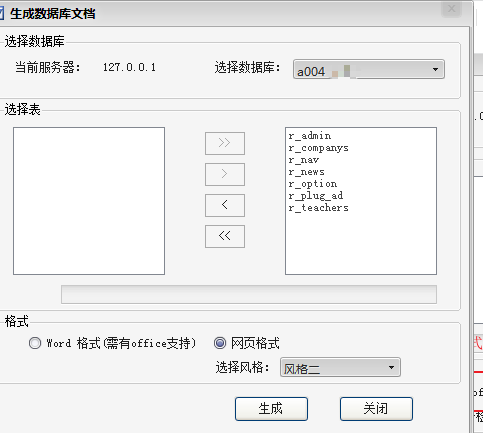 生成数据库文档
选择数据库
当前服务器： 127.0.0.1 选择数据库： a004
选择表
>>
>
<
<<
r_admin
r_companys
r_nav
r_news
r_option
r_plug_ad
r_teachers
格式
Word 格式(需有office支持) 网页格式
选择风格： 风格二
生成 关闭